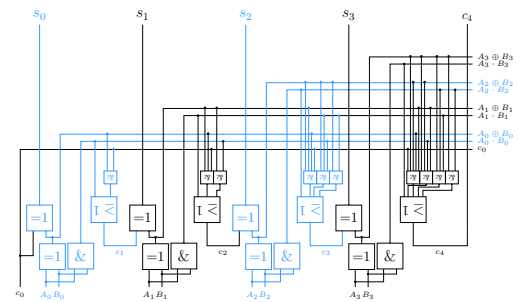 s₀ s₁ s₂ s₃ c₄
A₃ ⊕ B₃
A₃ · B₃
A₂ ⊕ B₂
A₂ · B₂
A₁ ⊕ B₁
A₁ · B₁
A₀ ⊕ B₀
A₀ · B₀
c₀
& & & & & & & & & &
≥1 ≥1 ≥1 ≥1
=1 =1 =1 =1
c₁ c₂ c₃ c₄
=1 & =1 & =1 & =1 &
c₀ A₀ B₀ A₁ B₁ A₂ B₂ A₃ B₃